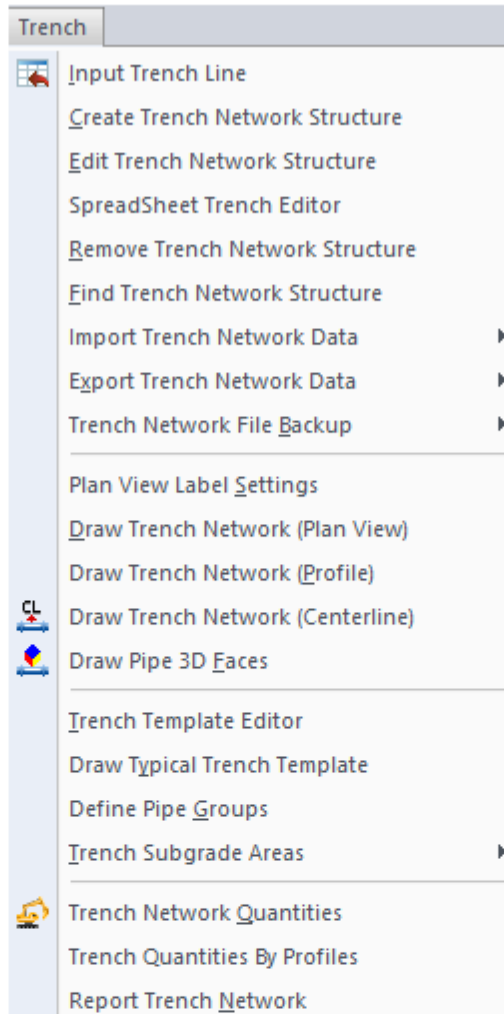 Trench
Input Trench Line
Create Trench Network Structure
Edit Trench Network Structure
SpreadSheet Trench Editor
Remove Trench Network Structure
Find Trench Network Structure
Import Trench Network Data
Export Trench Network Data
Trench Network File Backup
Plan View Label Settings
Draw Trench Network (Plan View)
Draw Trench Network (Profile)
CL
Draw Trench Network (Centerline)
Draw Pipe 3D Faces
Trench Template Editor
Draw Typical Trench Template
Define Pipe Groups
Trench Subgrade Areas
Trench Network Quantities
Trench Quantities By Profiles
Report Trench Network